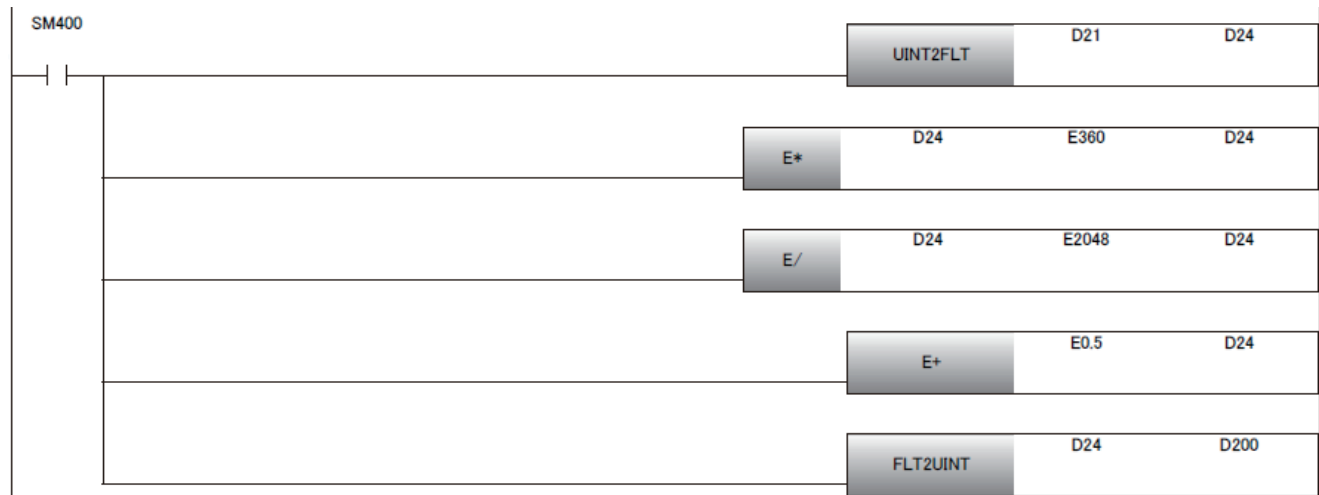 SM400
UINT2FLT D21 D24
E* D24 E360 D24
E/ D24 E2048 D24
E+ E0.5 D24
FLT2UINT D24 D200